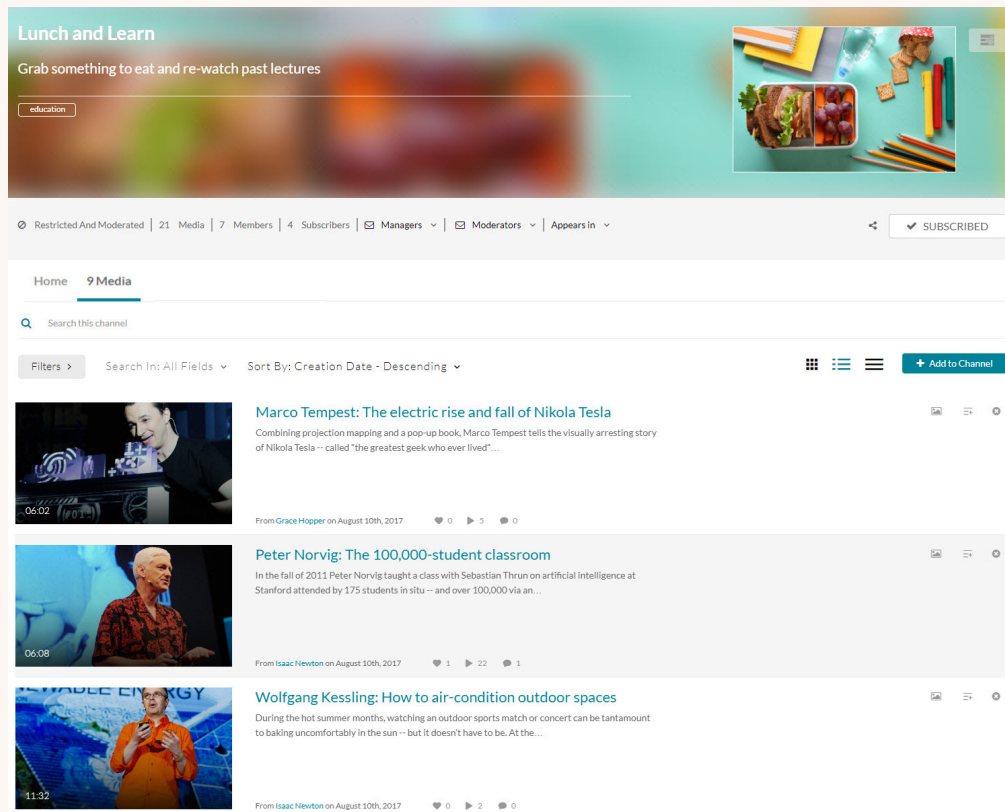 Lunch and Learn
Grab something to eat and re-watch past lectures
education
Restricted And Moderated | 21 Media | 7 Members | 4 Subscribers | Managers | Moderators | Appears in
SUBSCRIBED
Home 9 Media
Search this channel
Filters > Search In: All Fields Sort By: Creation Date - Descending + Add to Channel
Marco Tempest: The electric rise and fall of Nikola Tesla
Combining projection mapping and a pop-up book, Marco Tempest tells the visually arresting story
of Nikola Tesla -- called "the greatest geek who ever lived"...
06:02
From Grace Hopper on August 10th, 2017 0 5 0
Peter Norvig: The 100,000-student classroom
In the fall of 2011 Peter Norvig taught a class with Sebastian Thrun on artificial intelligence at
Stanford attended by 175 students in situ -- and over 100,000 via an...
06:08
From Isaac Newton on August 10th, 2017 1 22 1
Wolfgang Kessling: How to air-condition outdoor spaces
During the hot summer months, watching an outdoor sports match or concert can be tantamount
to baking uncomfortably in the sun -- but it doesn't have to be. At the...
11:32
From Isaac Newton on August 10th, 2017 0 2 0